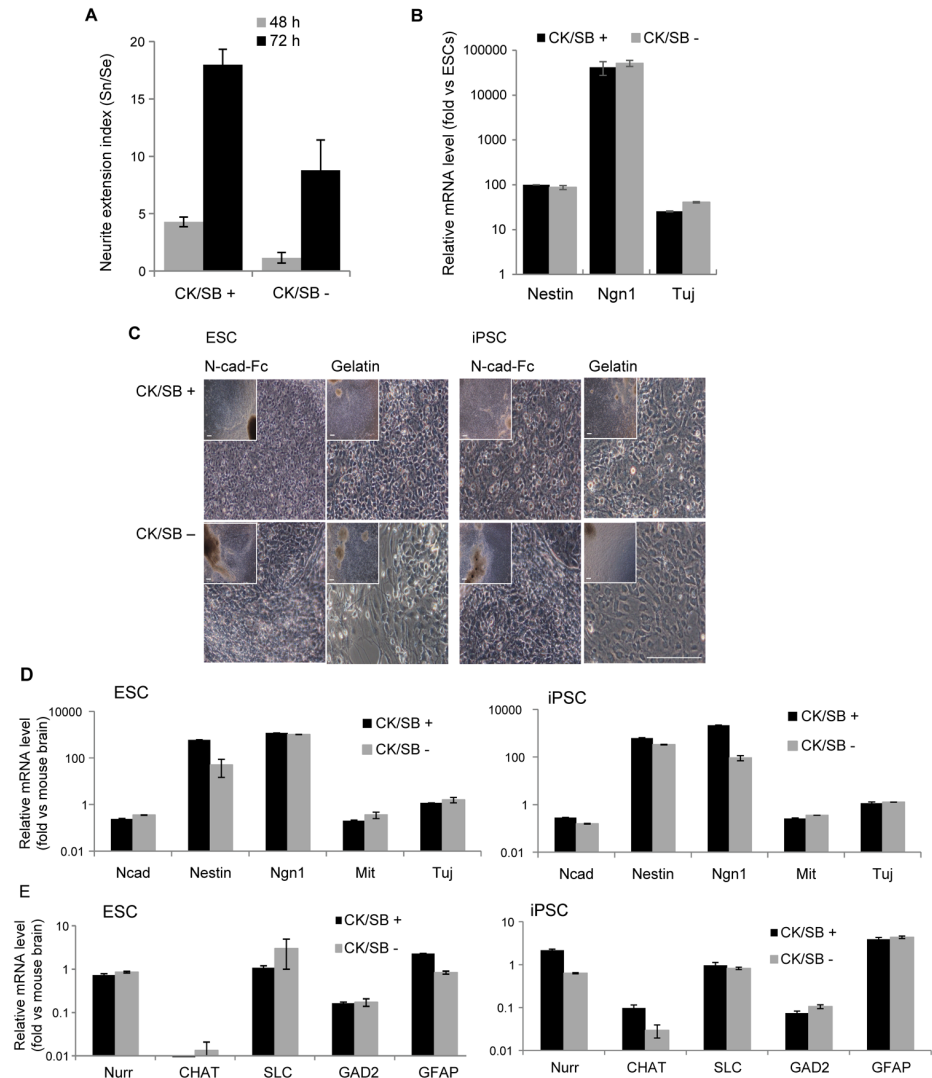 A
48 h
72 h
Neurite extension index (Sn/Se)
20
15
10
5
0
CK/SB +
CK/SB -
B
CK/SB +
CK/SB -
Relative mRNA level (fold vs ESCs)
100000
10000
1000
100
10
1
Nestin
Ngn1
Tuj
C
ESC
iPSC
N-cad-Fc
Gelatin
N-cad-Fc
Gelatin
CK/SB +
CK/SB –
D
ESC
Relative mRNA level
(fold vs mouse brain)
10000
100
1
0.01
CK/SB +
CK/SB -
Ncad
Nestin
Ngn1
Mit
Tuj
iPSC
10000
100
1
0.01
CK/SB +
CK/SB -
Ncad
Nestin
Ngn1
Mit
Tuj
E
ESC
Relative mRNA level
(fold vs mouse brain)
10
1
0.1
0.01
CK/SB +
CK/SB -
Nurr
CHAT
SLC
GAD2
GFAP
iPSC
10
1
0.1
0.01
CK/SB +
CK/SB -
Nurr
CHAT
SLC
GAD2
GFAP